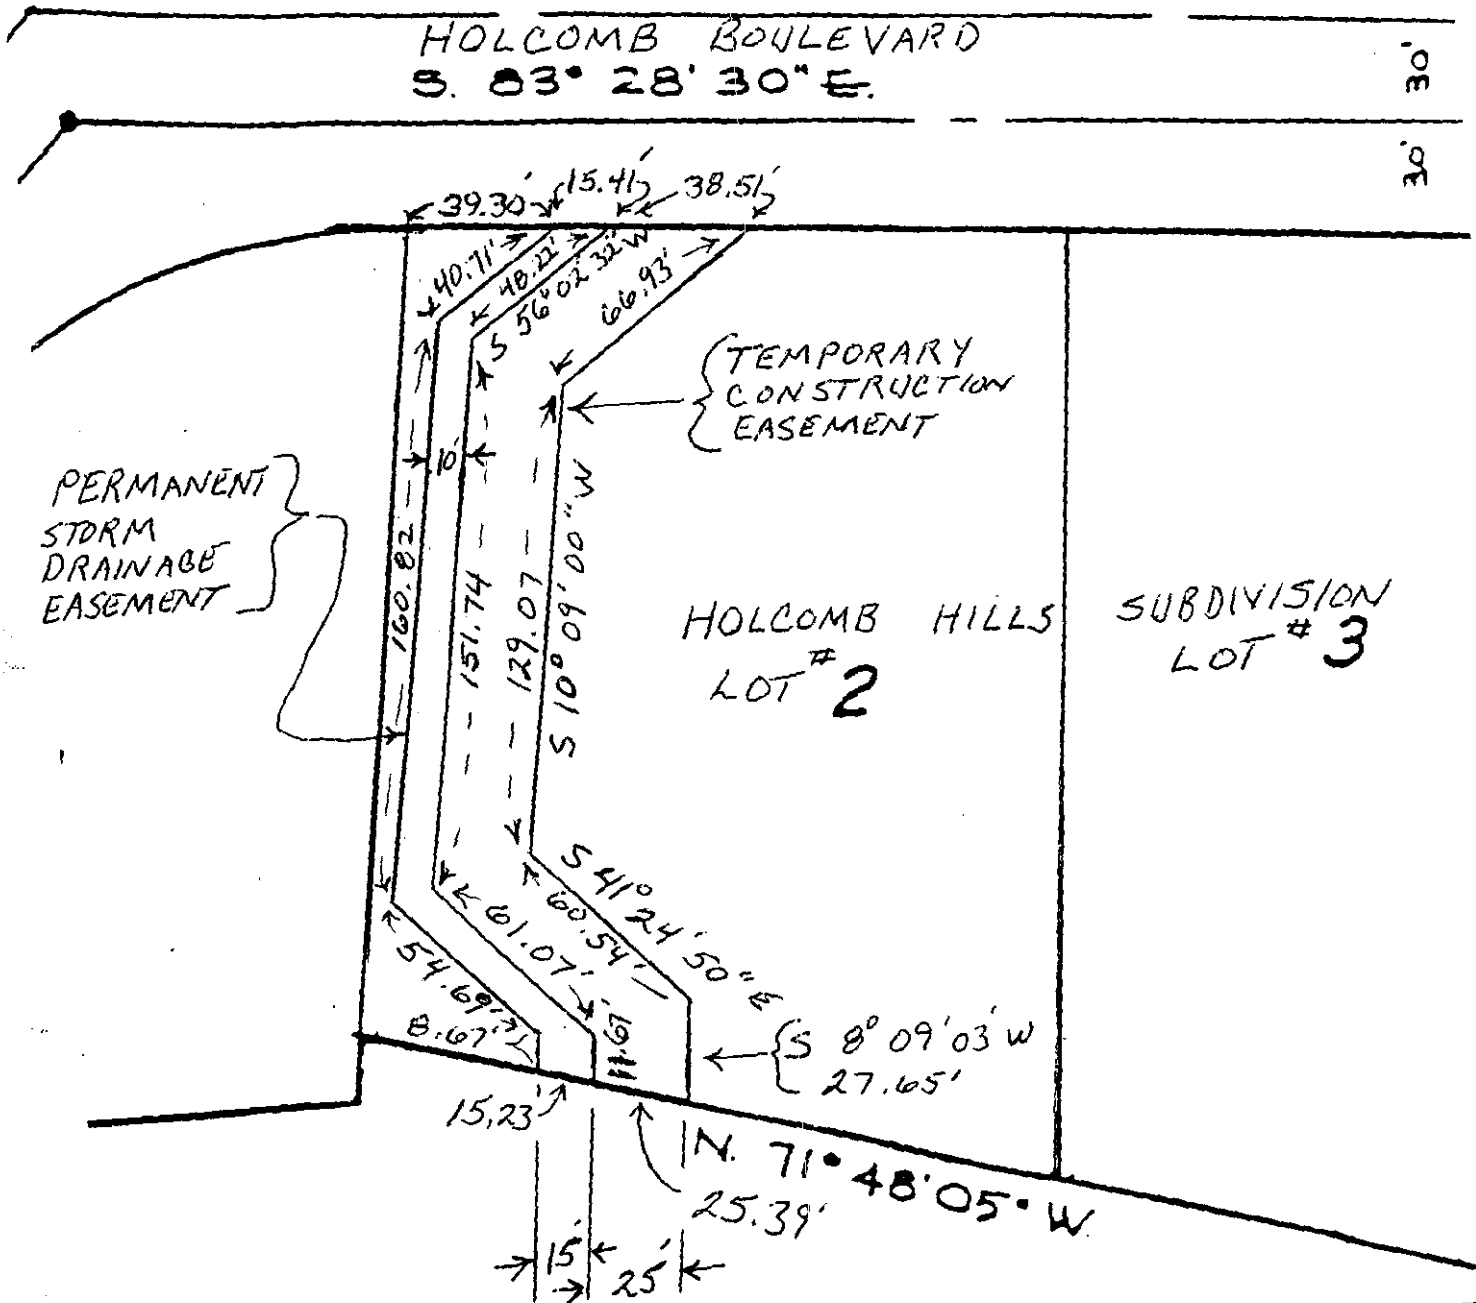 HOLCOMB BOULEVARD
S. 83° 28' 30" E.
30'
30'
39.30'
15.41'
38.51'
40.71'
48.22'
S 56° 02' 32" W
66.93'
TEMPORARY
CONSTRUCTION
EASEMENT
10'
PERMANENT
STORM
DRAINAGE
EASEMENT
160.82
151.74
129.07
S 10° 09' 00" W
HOLCOMB HILLS SUBDIVISION
LOT # 2
LOT # 3
S 41° 24' 50" E
60.54'
61.07'
54.69'
8.67'
11.67'
S 8° 09' 03' W
27.65'
15.23'
N. 71° 48' 05" W
25.39'
15'
25'